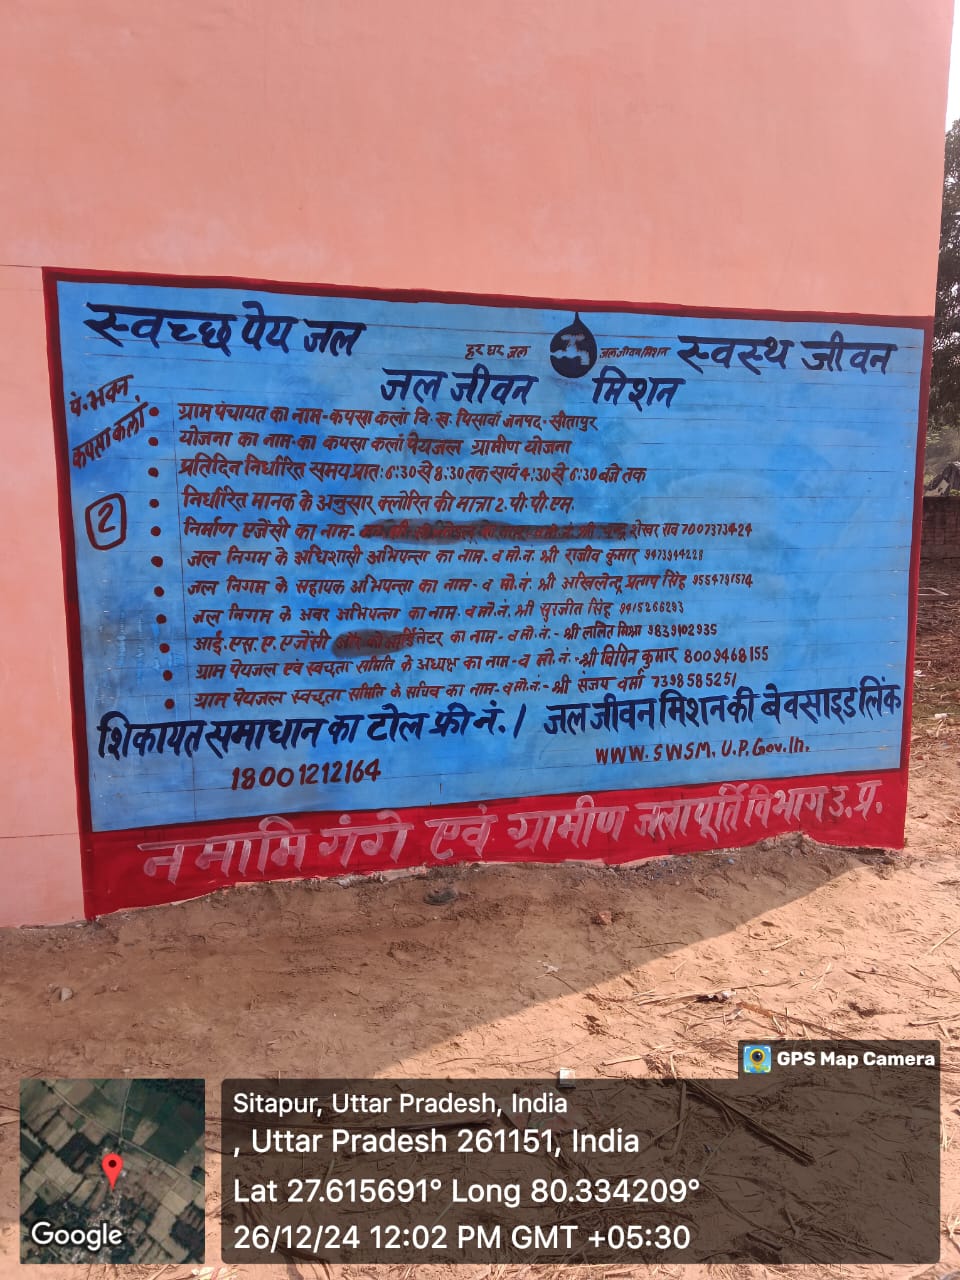 स्वच्छ पेय जल
हर घर जल
जल जीवन मिशन
स्वस्थ जीवन
जल जीवन मिशन
पं. भवन
कपसा कलां
2
ग्राम पंचायत का नाम-कपसा कलां वि. ख. पिसावां जनपद-सीतापुर
योजना का नाम-का कपसा कलां पेयजल ग्रामीण योजना
प्रतिदिन निर्धारित समय प्रातः 6:30 से 8:30 तक सायं 4:30 से 6:30 बजे तक
निर्धारित मानक के अनुसार क्लोरिन की मात्रा 2. पी. पी. एम.
निर्माण एजेंसी का नाम- मो. नं. श्री चन्द्र शेखर राव 7007373424
जल निगम के अधिशासी अभियन्ता का नाम-व मो.नं. श्री राजीव कुमार 9473944228
जल निगम के सहायक अभियन्ता का नाम-व मो. नं. श्री अखिलेन्द्र प्रताप सिंह
जल निगम के अवर अभियन्ता का नाम. व मो. नं. श्री सुरजीत सिंह 9915266293
आई. एस. ए. एजेंसी का नाम-व मो.नं.- श्री ललित मिश्रा 9839102935
ग्राम पेयजल एवं स्वच्छता समिति के अध्यक्ष का नाम-व मो. नं.-श्री विपिन कुमार 8009468155
ग्राम पेयजल स्वच्छता समिति के सचिव का नाम-व मो.नं.- श्री संजय वर्मा 7398585251
शिकायत समाधान का टोल फ्री नं. / जल जीवन मिशन की बेवसाइड लिंक
18001212164
WWW. SWSM. U.P. Gov. In.
नमामि गंगे एवं ग्रामीण जलापूर्ति विभाग उ. प्र.
GPS Map Camera
Sitapur, Uttar Pradesh, India
, Uttar Pradesh 261151, India
Lat 27.615691° Long 80.334209°
26/12/24 12:02 PM GMT +05:30
Google